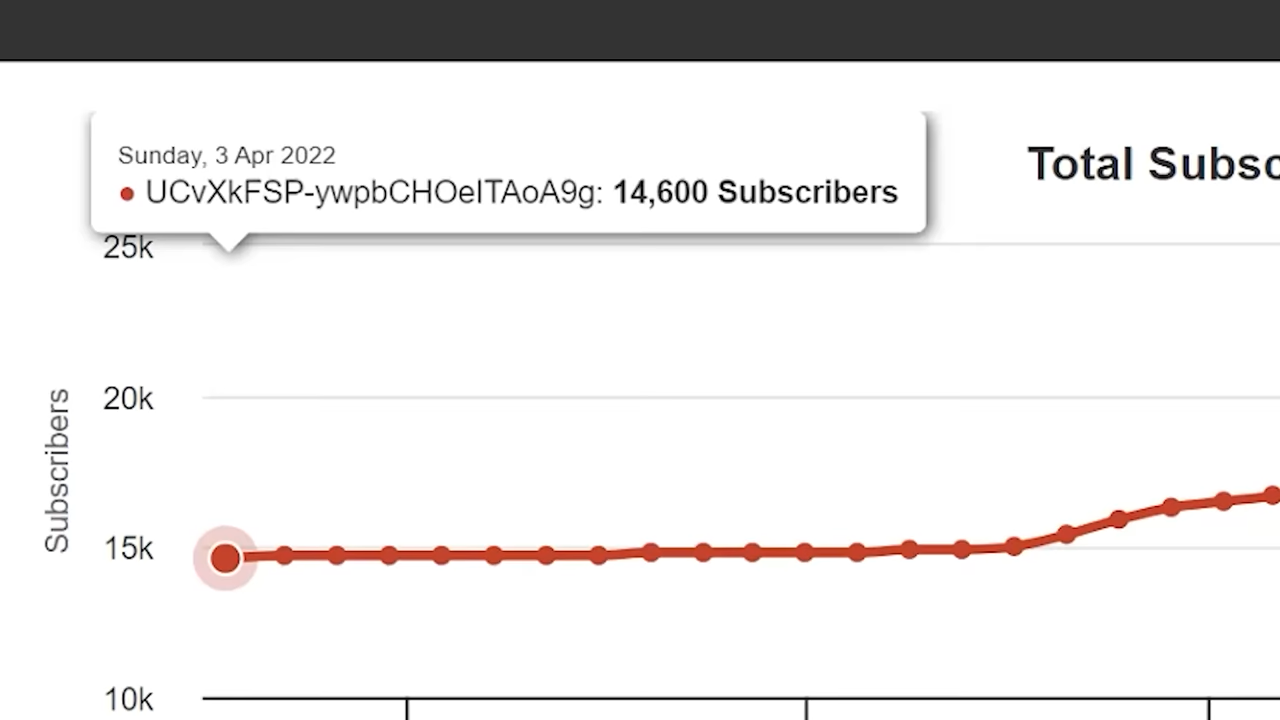 Sunday, 3 Apr 2022
UCvXkFSP-ywpbCHOeITAoA9g: 14,600 Subscribers
Total Subsc
25k
20k
Subscribers
15k
10k